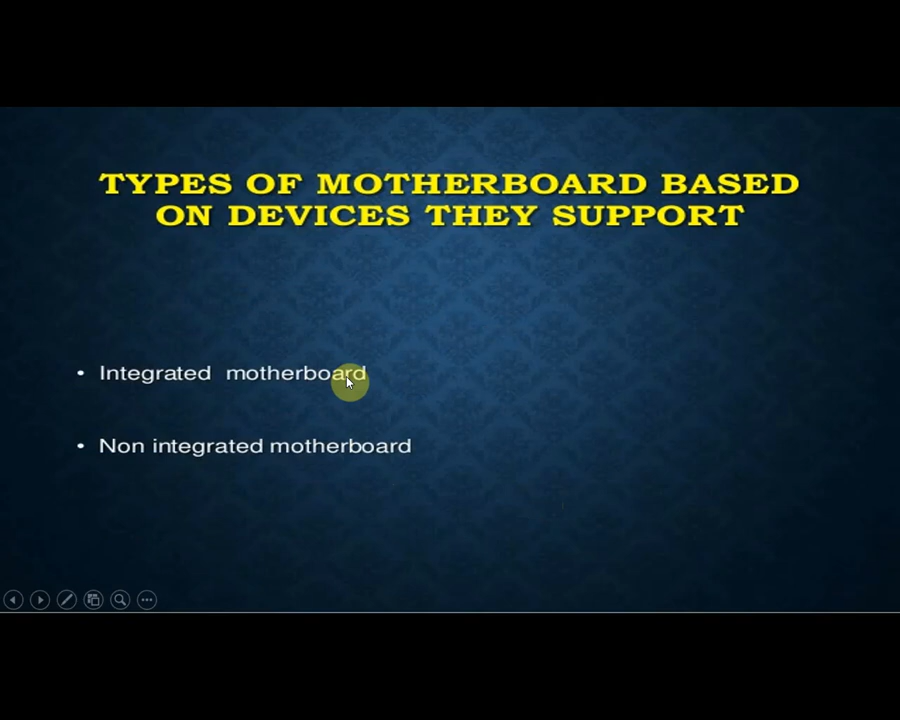 TYPES OF MOTHERBOARD BASED
ON DEVICES THEY SUPPORT
• Integrated motherboard
• Non integrated motherboard